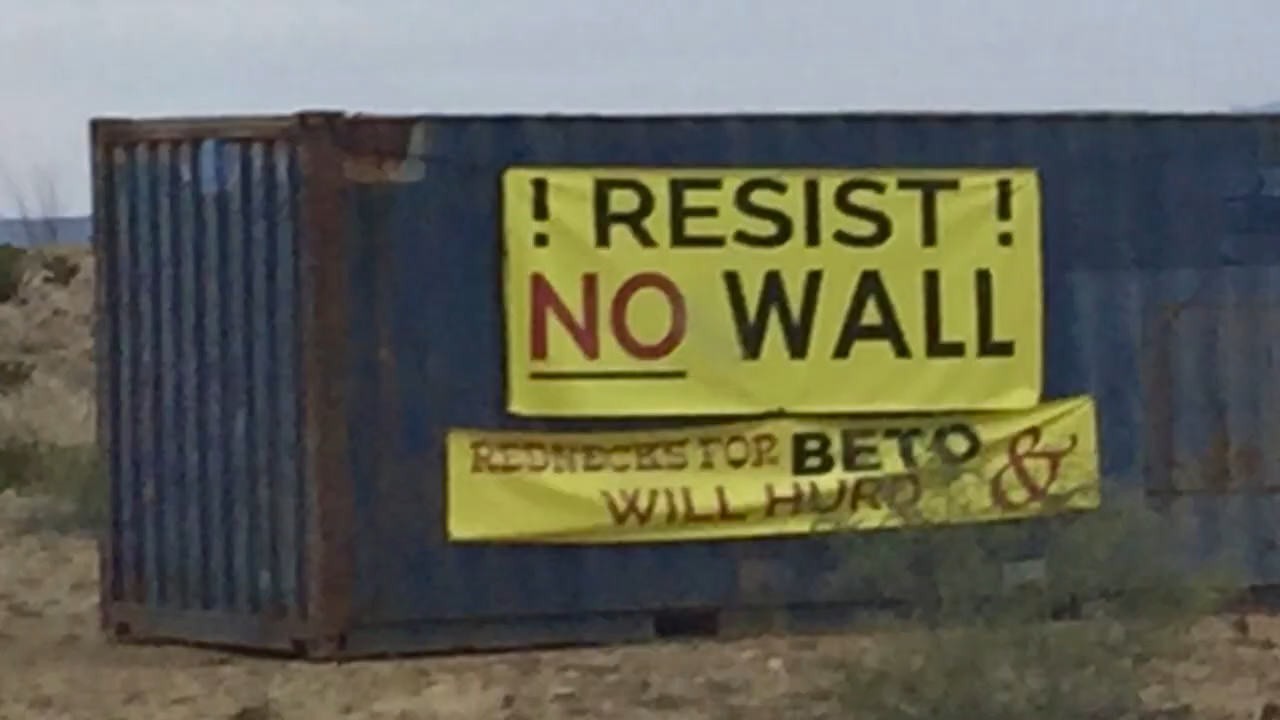 ! RESIST !
NO WALL
REDNECKS FOR BETO &
WILL HURD